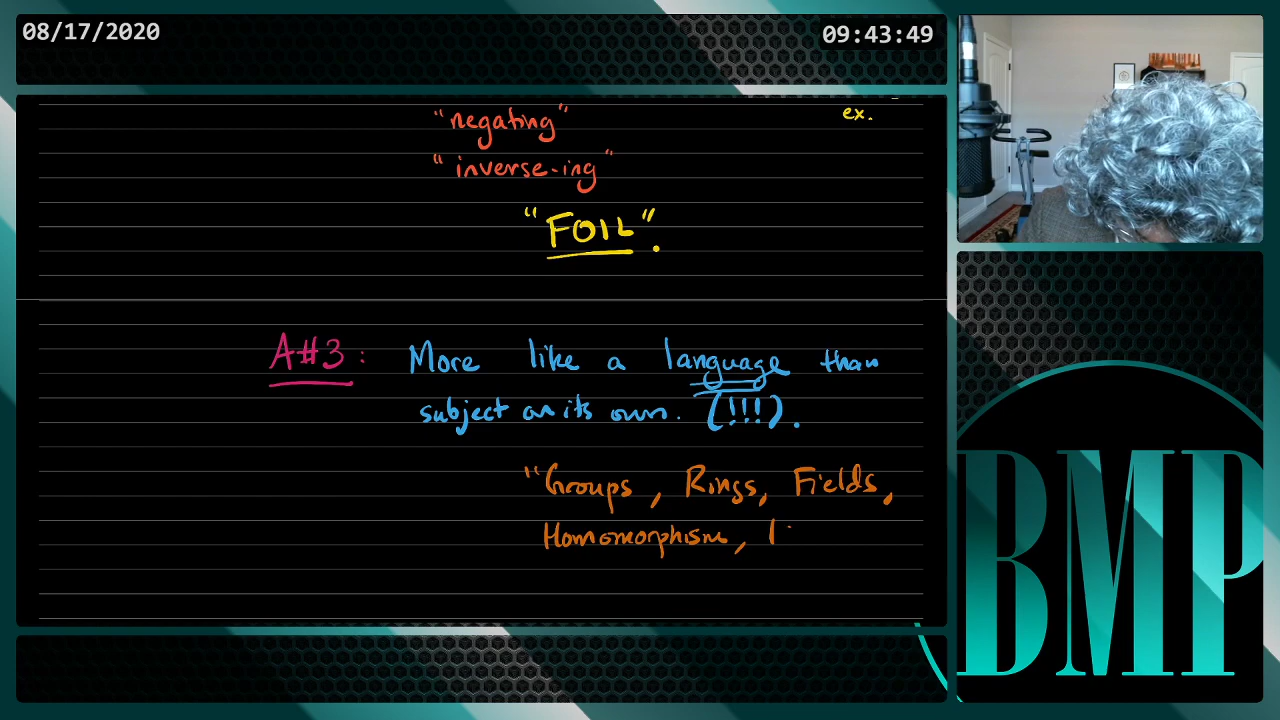 08/17/2020
09:43:49
"negating"
ex.
"inverse-ing"
"FOIL".
A#3: More like a language than
subject on its own. (!!!).
"Groups, Rings, Fields,
Homomorphism,
BMP